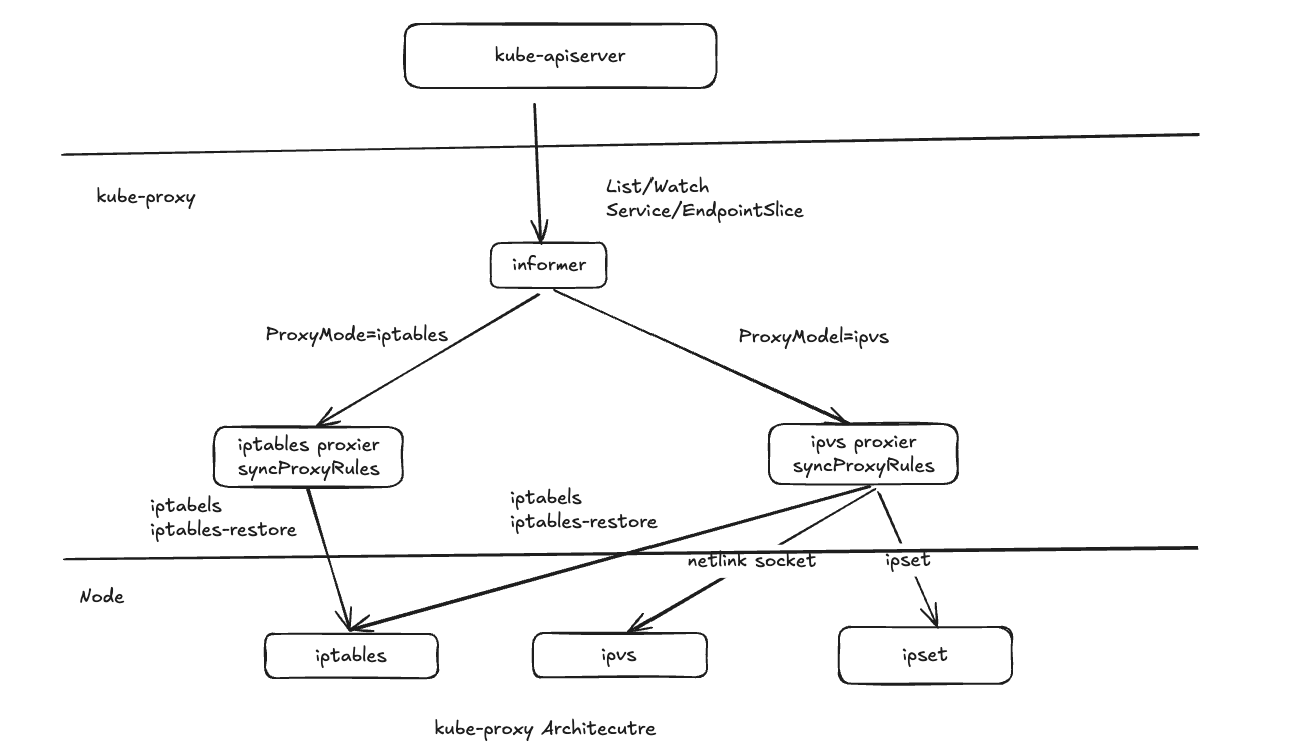 kube-apiserver
kube-proxy
List/Watch
Service/EndpointSlice
informer
ProxyMode=iptables
ProxyModel=ipvs
iptables proxier
syncProxyRules
ipvs proxier
syncProxyRules
iptabels
iptables-restore
iptabels
iptables-restore
netlink socket
ipset
Node
iptables
ipvs
ipset
kube-proxy Architecutre